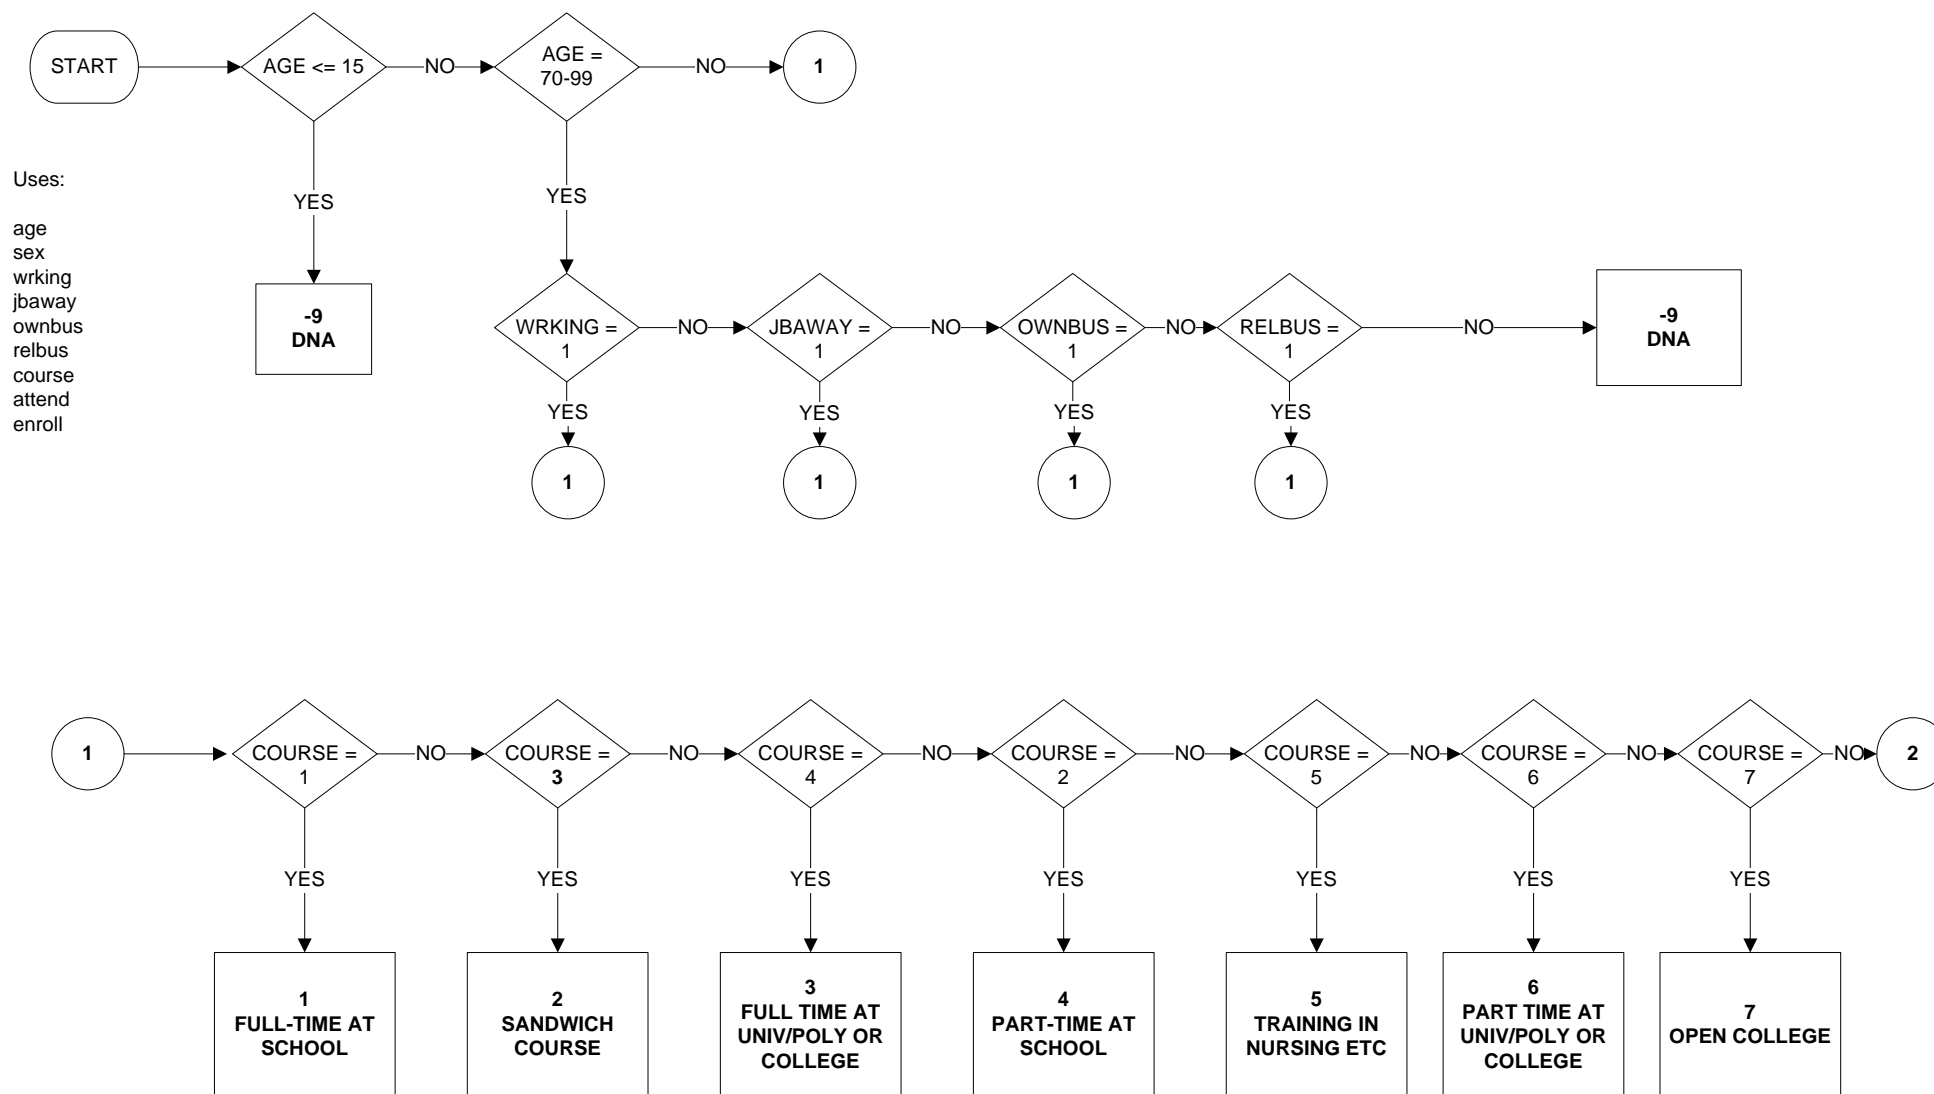 START
AGE <= 15
NO
AGE =
70-99
NO
1
Uses:
age
sex
wrking
jbaway
ownbus
relbus
course
attend
enroll
YES
YES
-9
DNA
WRKING =
1
NO
JBAWAY =
1
NO
OWNBUS =
1
NO
RELBUS =
1
NO
-9
DNA
YES
YES
YES
YES
1
1
1
1
1
COURSE =
1
NO
COURSE =
3
NO
COURSE =
4
NO
COURSE =
2
NO
COURSE =
5
NO
COURSE =
6
NO
COURSE =
7
NO
2
YES
YES
YES
YES
YES
YES
YES
1
FULL-TIME AT
SCHOOL
2
SANDWICH
COURSE
3
FULL TIME AT
UNIV/POLY OR
COLLEGE
4
PART-TIME AT
SCHOOL
5
TRAINING IN
NURSING ETC
6
PART TIME AT
UNIV/POLY OR
COLLEGE
7
OPEN COLLEGE